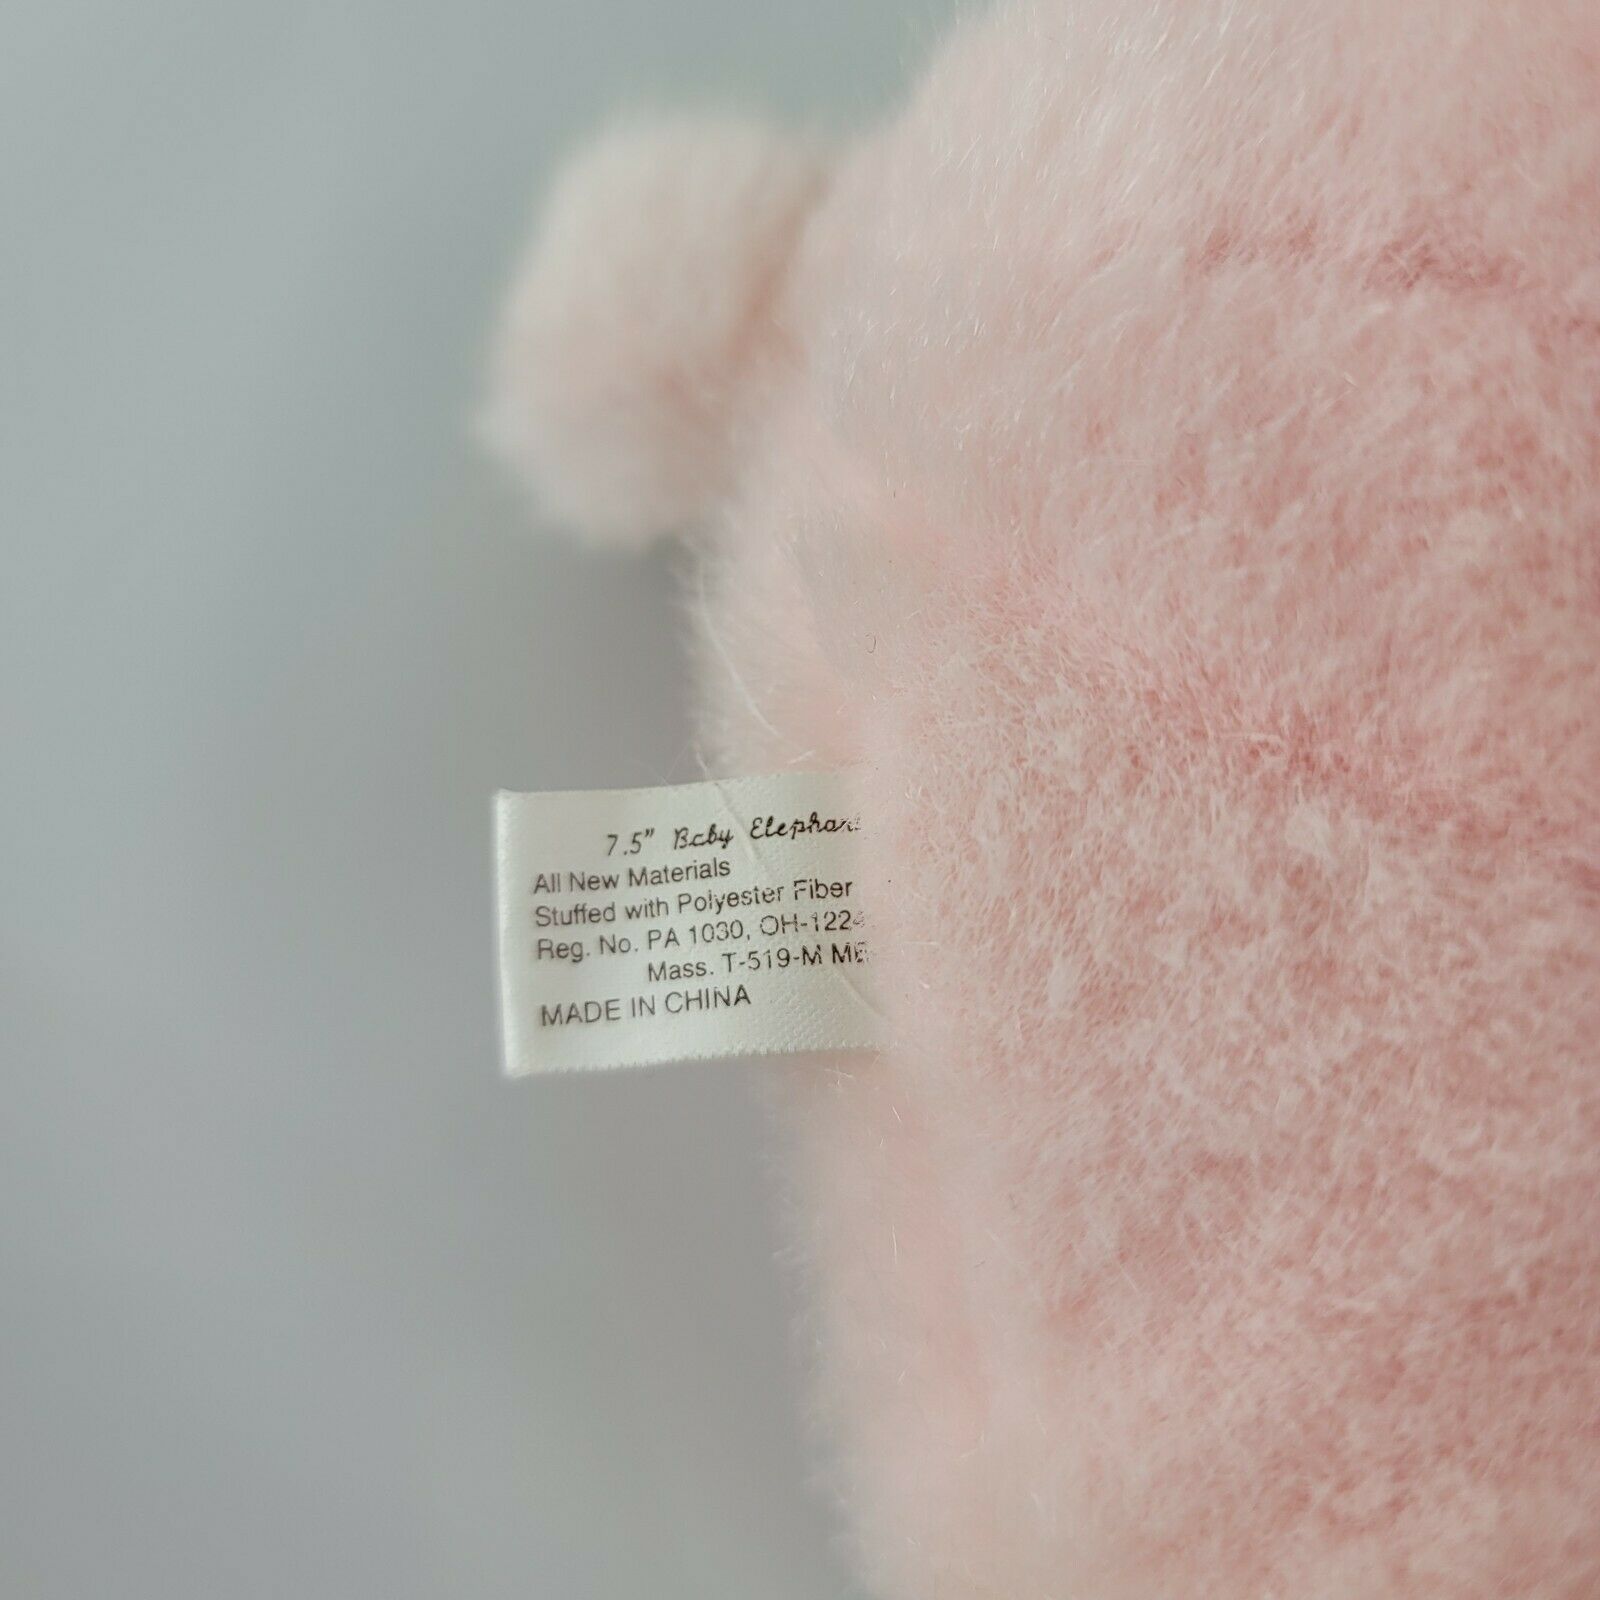 7.5" Baby Elephant
All New Materials
Stuffed with Polyester Fiber
Reg. No. PA 1030, OH-1224
Mass. T-519-M ME
MADE IN CHINA